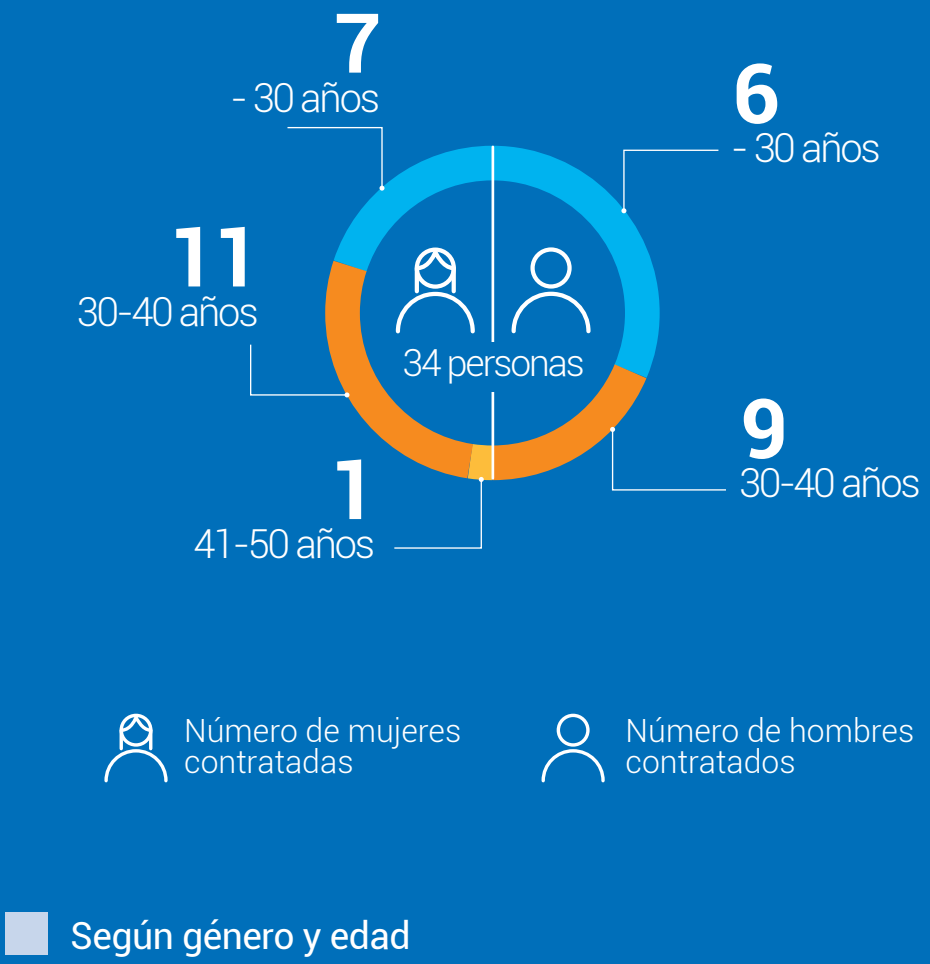 7
- 30 años
6
- 30 años
11
30-40 años
34 personas
9
30-40 años
1
41-50 años
Número de mujeres
contratadas
Número de hombres
contratados
Según género y edad